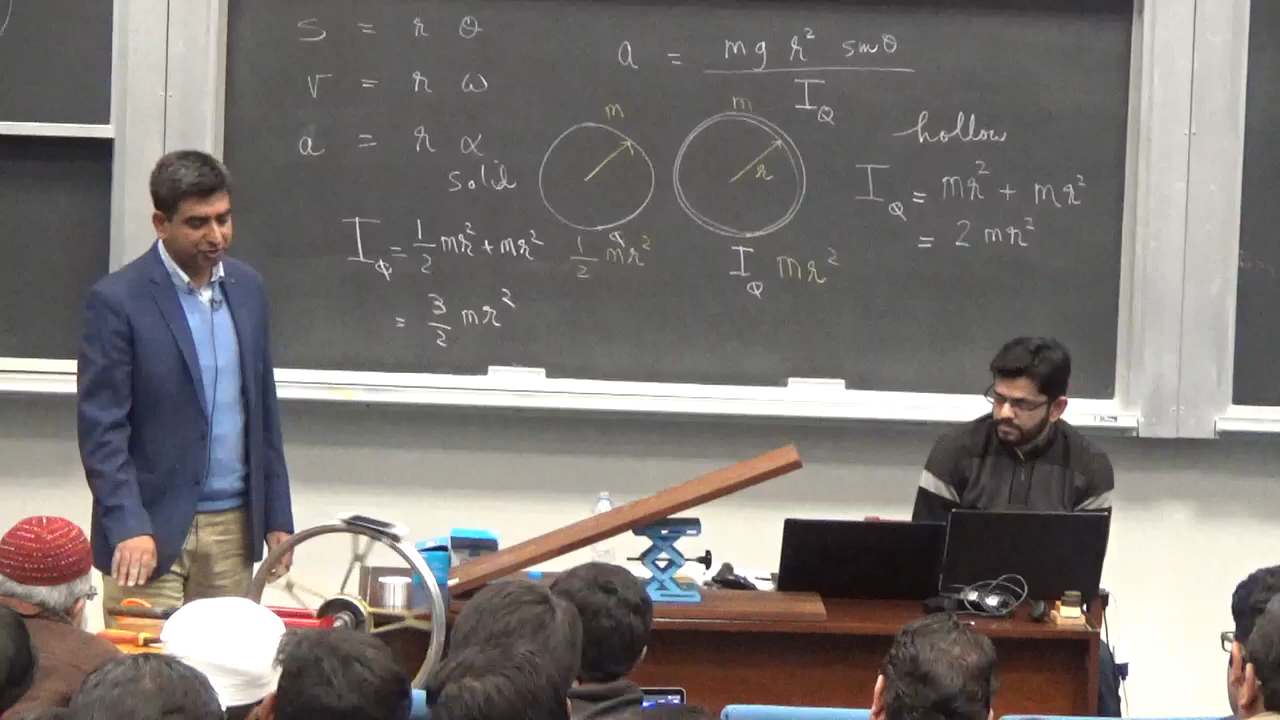 s = r θ
v = r ω
a = r α
a = mg r² sinθ / I_Q
m
m
r
solid
I_Q = 1/2 mr² + mr²
= 3/2 mr²
1/2 mr²
I_Q mr²
hollow
I_Q = mr² + mr²
= 2 mr²